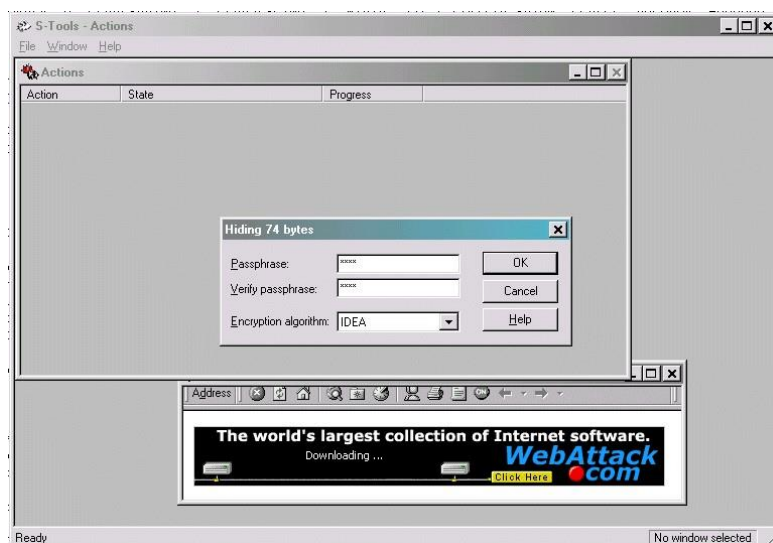 S-Tools - Actions
File Window Help
Actions
Action State Progress
Hiding 74 bytes
Passphrase: ****
OK
Verify passphrase: ****
Cancel
Encryption algorithm: IDEA
Help
Address
The world's largest collection of Internet software.
Downloading ...
WebAttack
.com
Click Here
Ready
No window selected